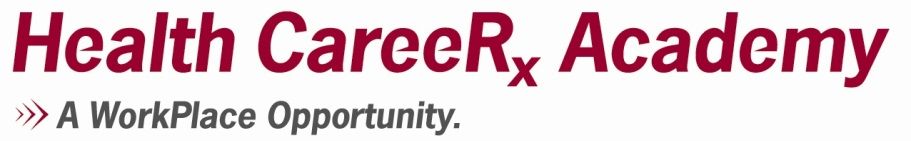 Health CareeRx Academy
A WorkPlace Opportunity.